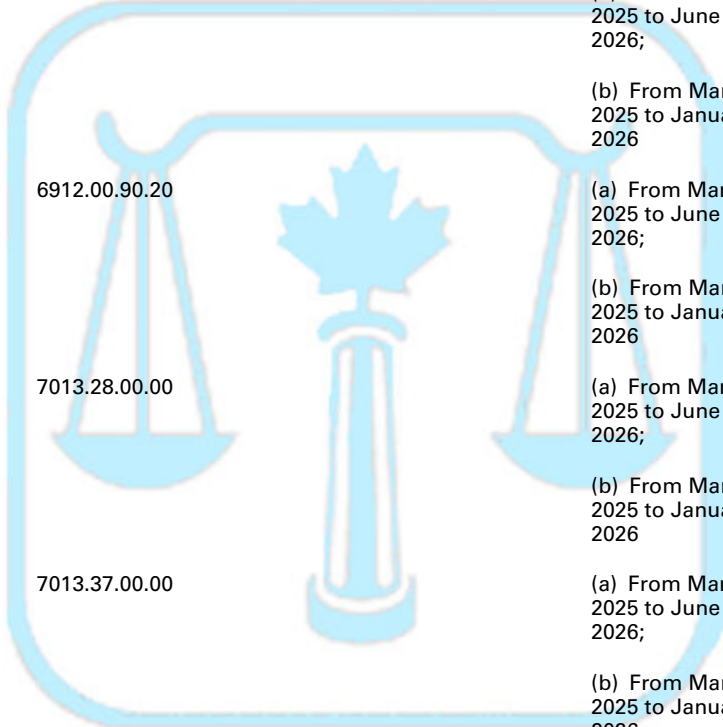 2025 to June
2026;
(b) From Mar
2025 to Janua
2026
6912.00.90.20
(a) From Mar
2025 to June
2026;
(b) From Mar
2025 to Janua
2026
7013.28.00.00
(a) From Mar
2025 to June
2026;
(b) From Mar
2025 to Janua
2026
7013.37.00.00
(a) From Mar
2025 to June
2026;
(b) From Mar
2025 to Janua